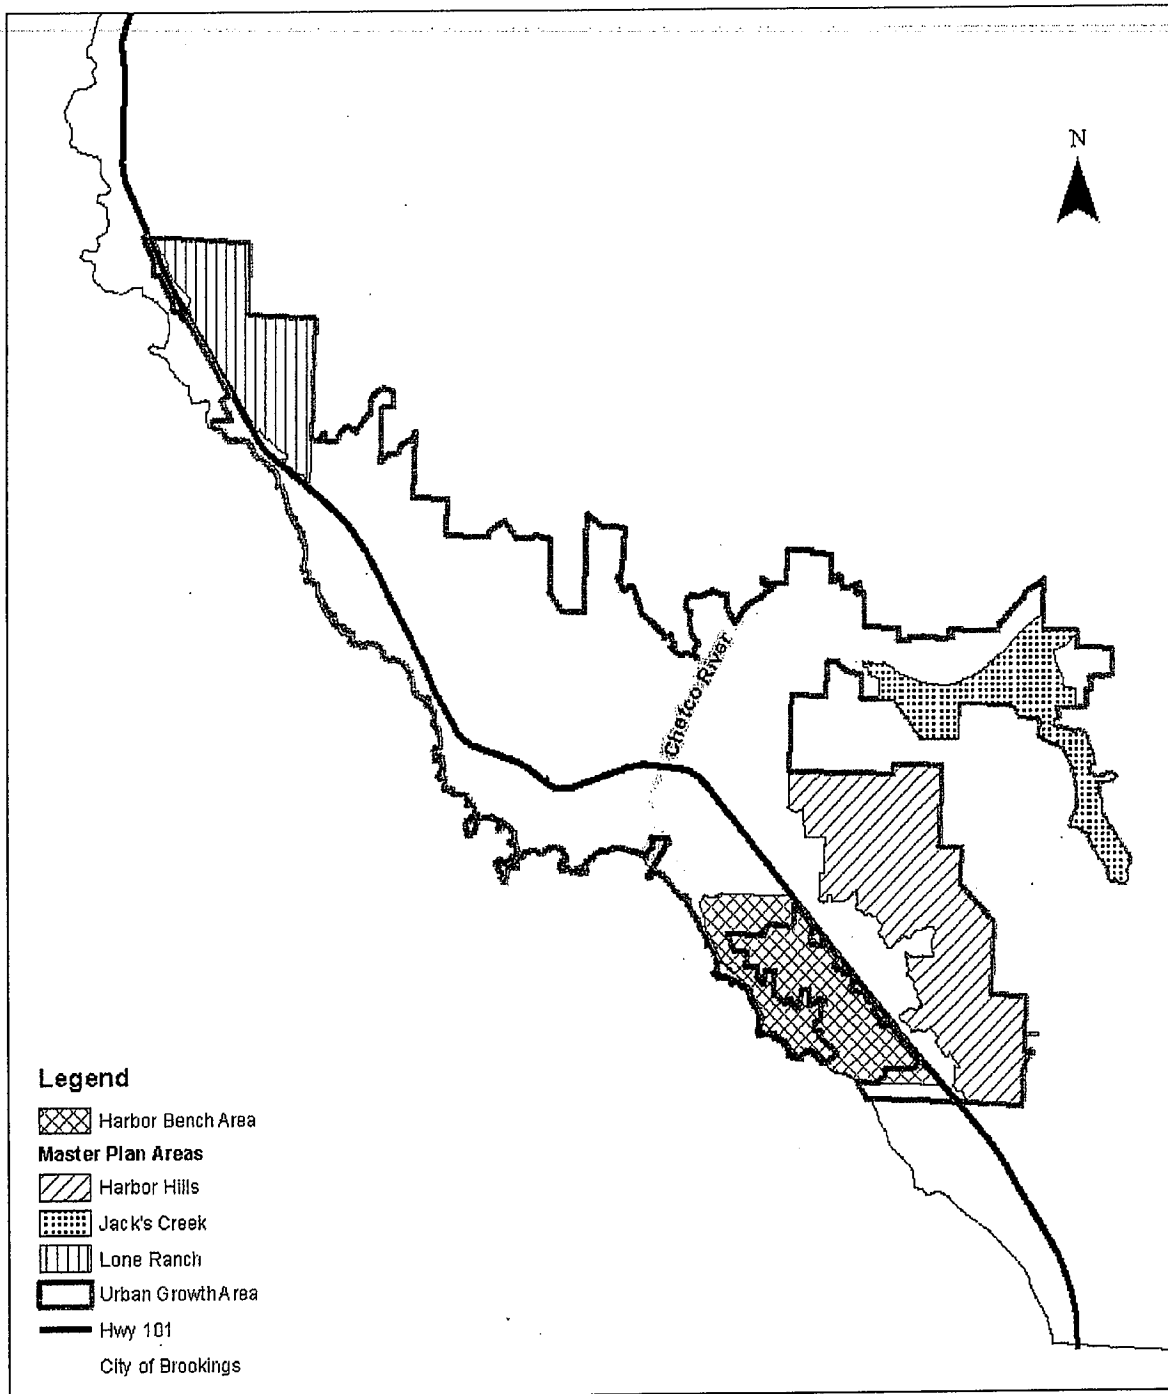 N
Chetco River
Legend
Harbor Bench Area
Master Plan Areas
Harbor Hills
Jack's Creek
Lone Ranch
Urban Growth Area
Hwy 101
City of Brookings